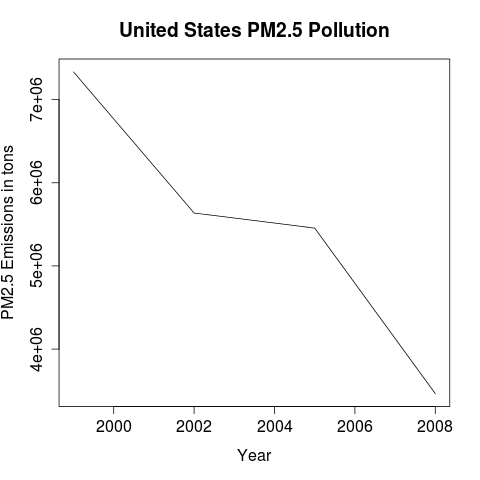 United States PM2.5 Pollution
PM2.5 Emissions in tons
7e+06
6e+06
5e+06
4e+06
2000 2002 2004 2006 2008
Year